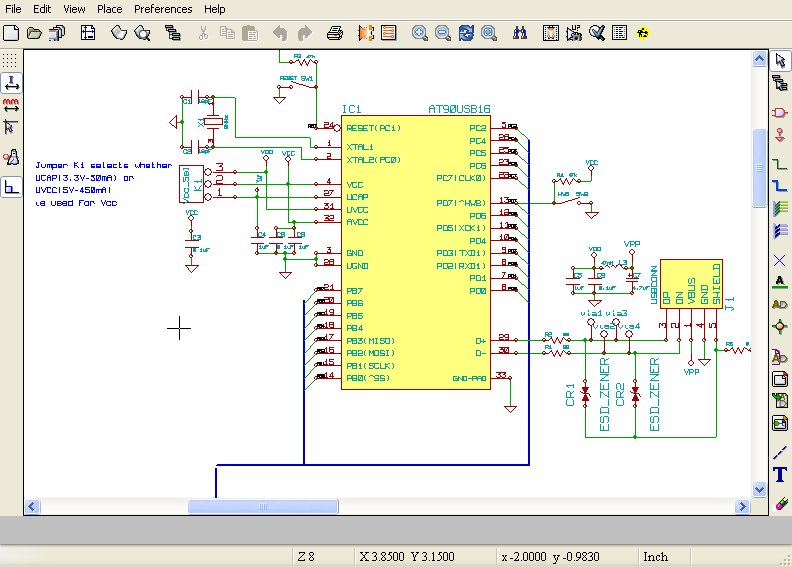 File Edit View Place Preferences Help
RESET SW1
IC1 AT90USB16
24 RESET(PC1)
1 XTAL1
2 XTAL2(PC0)
4 VCC
27 UCAP
31 UVCC
32 AVCC
3 GND
28 UGND
21 PB7
20 PB6
19 PB5
18 PB4
17 PB3(MISO)
16 PB2(MOSI)
15 PB1(SCLK)
14 PB0(^SS)
5 PC2
26 PC4
25 PC5
23 PC6
22 PC7(CLK0)
13 PD7(^HWB)
12 PD6
PD5(XCK1)
10 PD4
9 PD3(TXD1)
8 PD2(RXD1)
7 PD1
6 PD0
29 D+
30 D-
33 GND-PAD
X1
VDD
VCC
Vcc_Sel
K1
3
2
1
Jumper K1 selects whether
UCAP(3.3V-30mA) or
UVCC(5V-450mA)
is used For Vcc
VCC
C3
VCC
VDD
VPP
USBCONN
DP
DN
VBUS
GND
SHIELD
J1
3 2 1 4 5
via1 via3
via2 via4
VPP
CR1
ESD_ZENER
CR2
ESD_ZENER
Z 8
X 3.8500 Y 3.1500
x -2.0000 y -0.9830
Inch